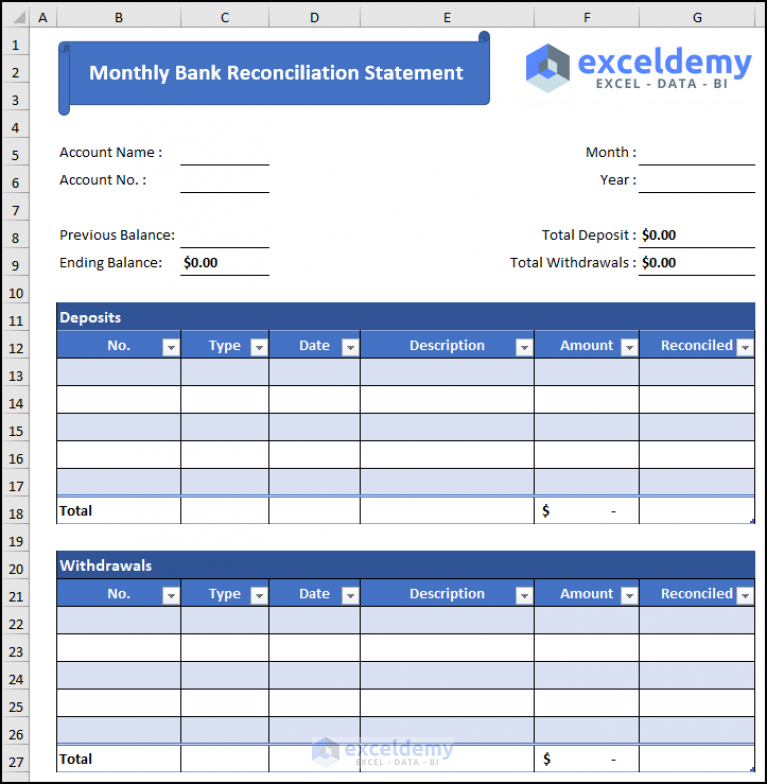 A B C D E F G
1
2 Monthly Bank Reconciliation Statement exceldemy
EXCEL - DATA - BI
3
4
5 Account Name : Month :
6 Account No. : Year :
7
8 Previous Balance: Total Deposit : $0.00
9 Ending Balance: $0.00 Total Withdrawals : $0.00
10
11 Deposits
12 No. Type Date Description Amount Reconciled
13
14
15
16
17
18 Total $ -
19
20 Withdrawals
21 No. Type Date Description Amount Reconciled
22
23
24
25
26
exceldemy
EXCEL - DATA - BI
27 Total $ -